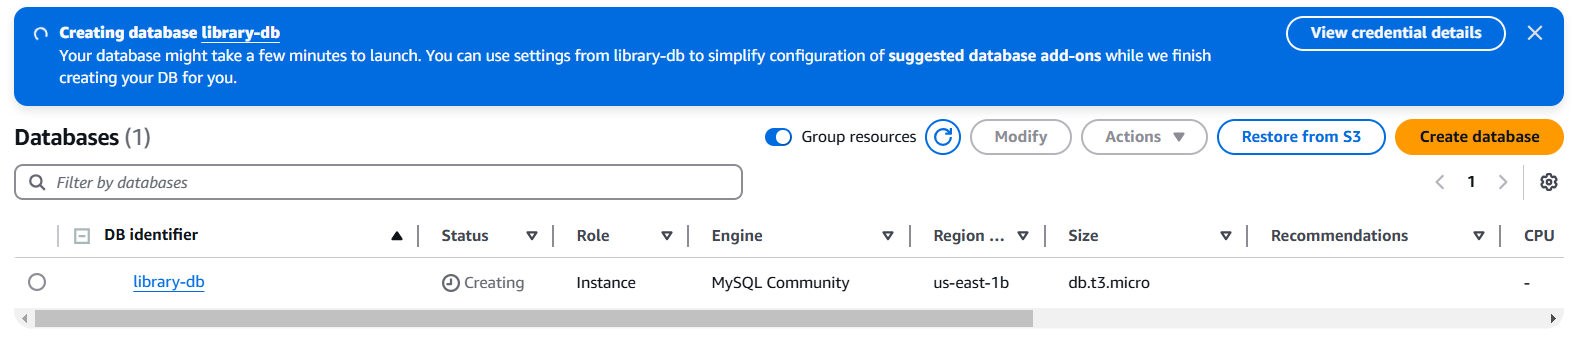 Creating database library-db
View credential details
Your database might take a few minutes to launch. You can use settings from library-db to simplify configuration of suggested database add-ons while we finish
creating your DB for you.
Databases (1)
Group resources
Modify
Actions
Restore from S3
Create database
Filter by databases
1
DB identifier
Status
Role
Engine
Region ...
Size
Recommendations
CPU
library-db
Creating
Instance
MySQL Community
us-east-1b
db.t3.micro
-